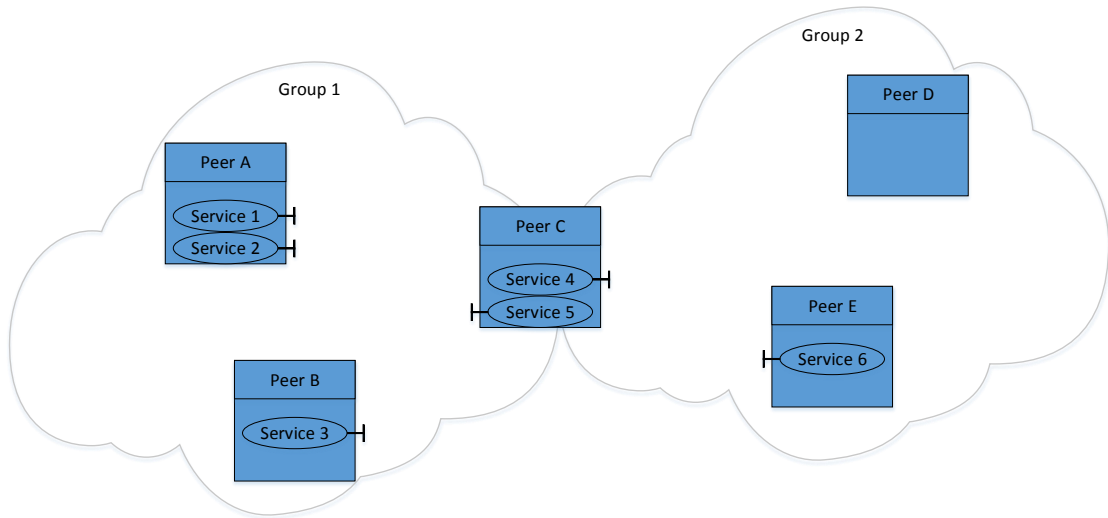 Group 1
Peer A
Service 1
Service 2
Peer B
Service 3
Peer C
Service 4
Service 5
Group 2
Peer D
Peer E
Service 6